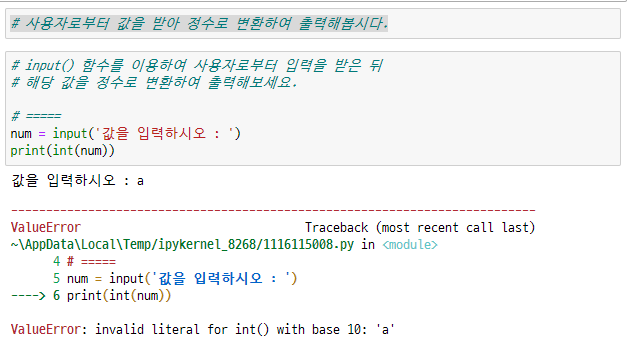 # 사용자로부터 값을 받아 정수로 변환하여 출력해봅시다.
# input() 함수를 이용하여 사용자로부터 입력을 받은 뒤
# 해당 값을 정수로 변환하여 출력해보세요.
# =====
num = input('값을 입력하시오 : ')
print(int(num))
값을 입력하시오 : a
---------------------------------------------------------------------------
ValueError                                Traceback (most recent call last)
~\AppData\Local\Temp/ipykernel_8268/1116115008.py in <module>
      4 # =====
      5 num = input('값을 입력하시오 : ')
----> 6 print(int(num))
ValueError: invalid literal for int() with base 10: 'a'